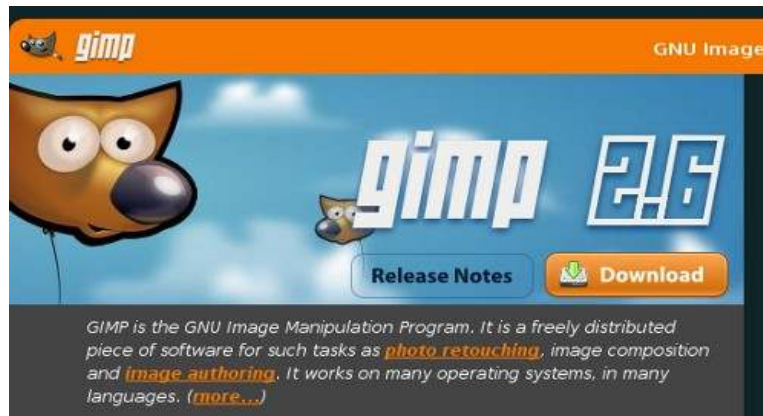 gimp
GNU Image
gimp 2.6
Release Notes
Download
GIMP is the GNU Image Manipulation Program. It is a freely distributed
piece of software for such tasks as photo retouching, image composition
and image authoring. It works on many operating systems, in many
languages. (more...)